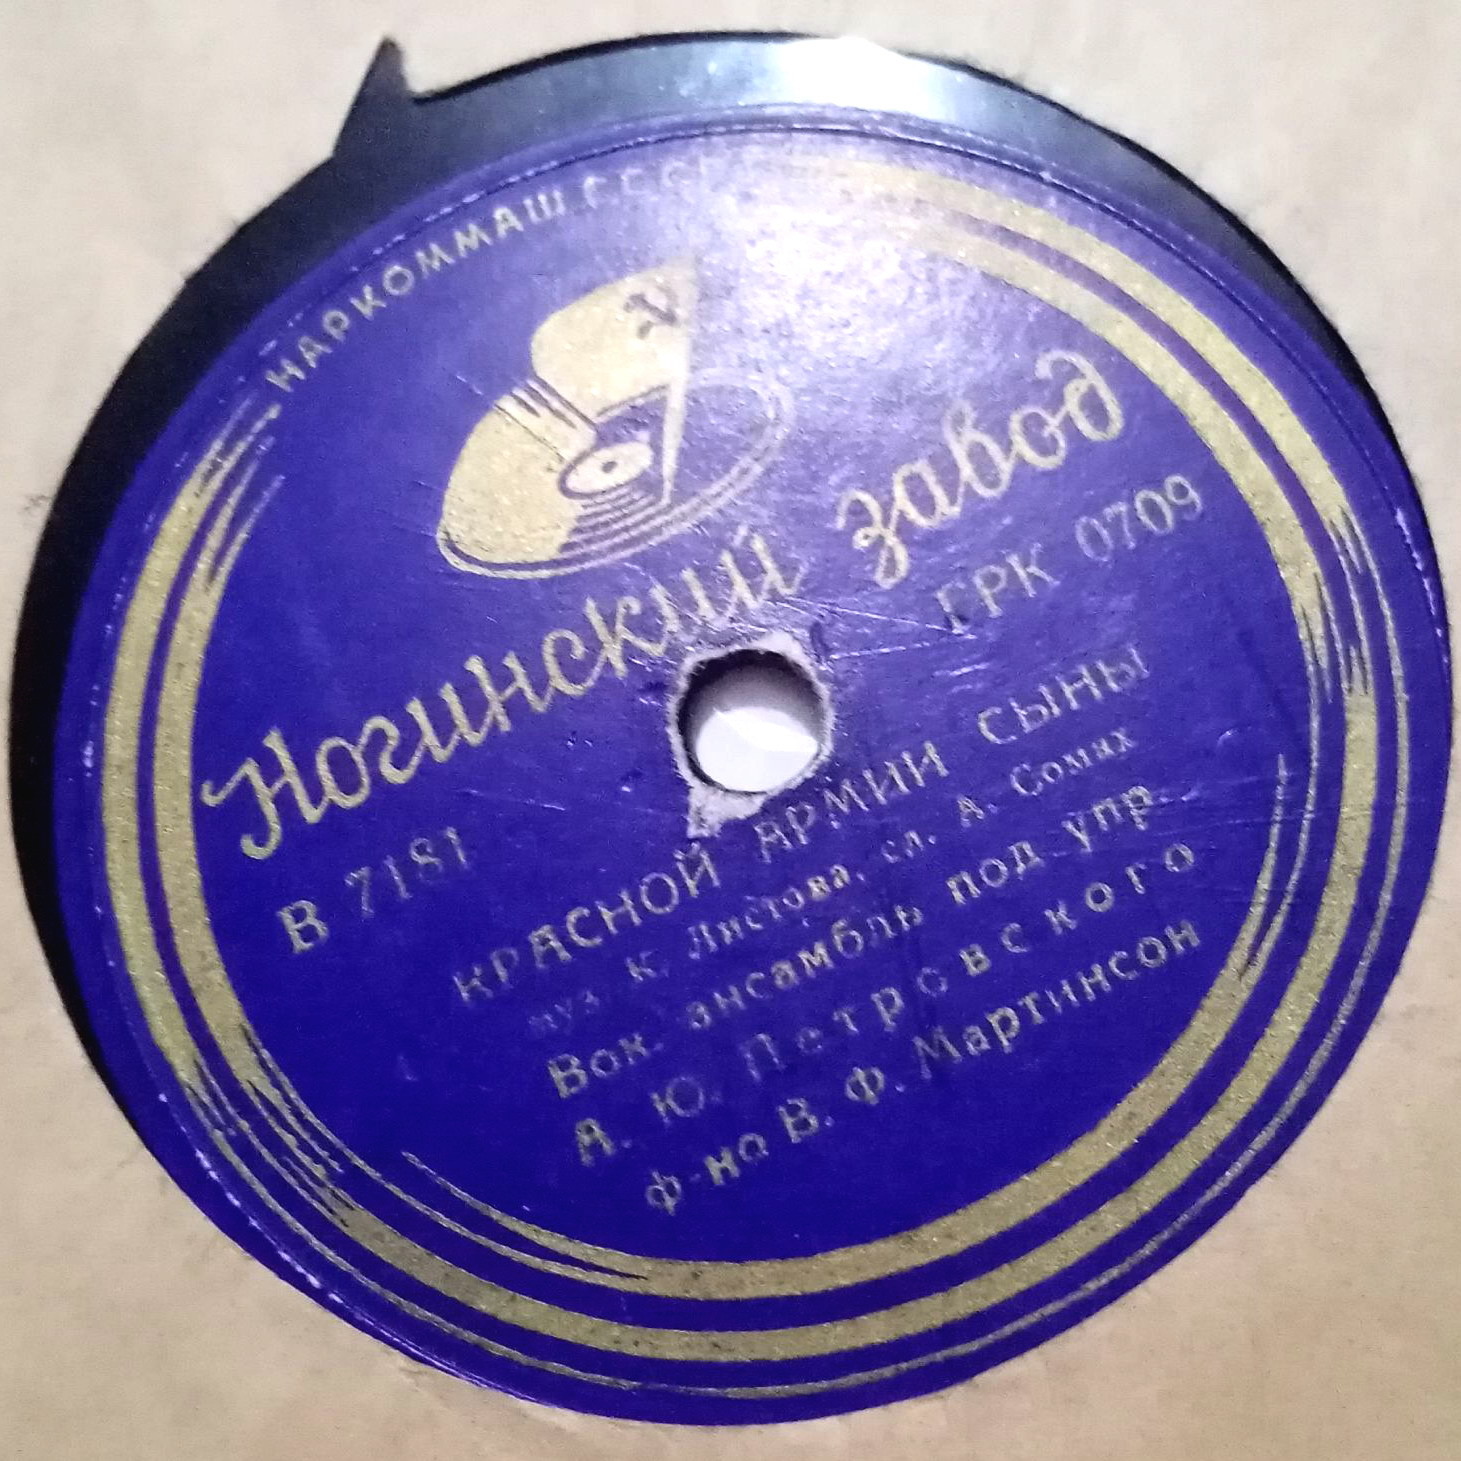 НАРКОММАШ СССР
Ногинский завод
ГРК 0709
В 7181
КРАСНОЙ АРМИИ СЫНЫ
муз. К. Листова, сл. А. Сомах
Вок. ансамбль под упр
А. Ю. Петровского
ф-но В. Ф. Мартинсон